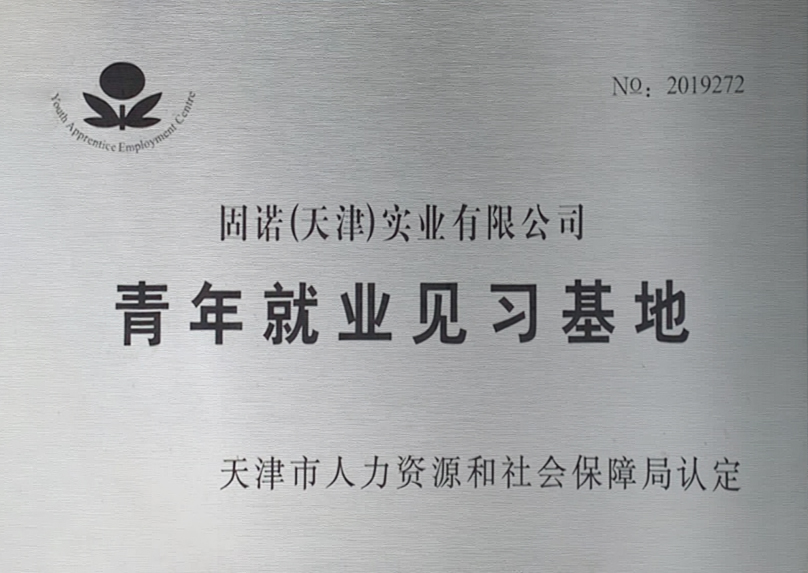 Youth Apprentice Employment Centre
No: 2019272
固诺(天津)实业有限公司
青年就业见习基地
天津市人力资源和社会保障局认定